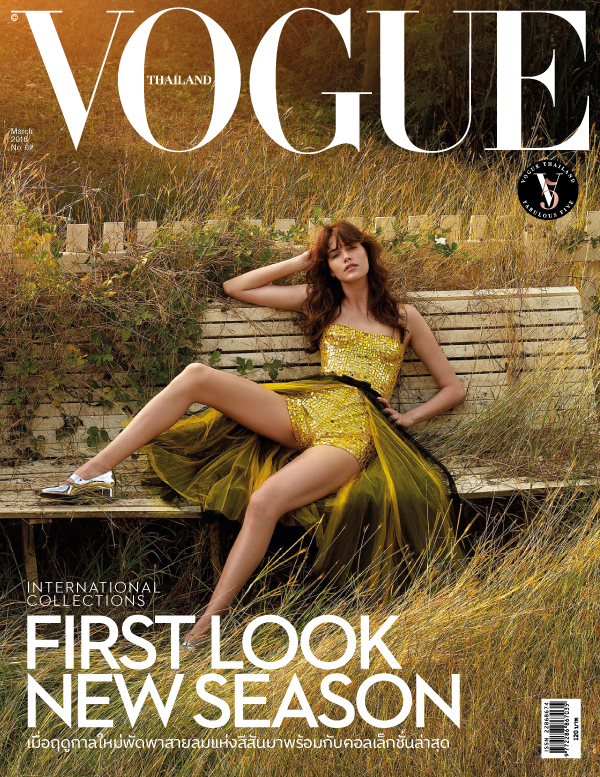 ©
VOGUE
THAILAND
March
2018
No. 62
VOGUE THAILAND
V5
FABULOUS FIVE
INTERNATIONAL
COLLECTIONS
FIRST LOOK
NEW SEASON
เมื่อฤดูกาลใหม่พัดพาสายลมแห่งสีสันมาพร้อมกับคอลเล็กชั่นล่าสุด
120 บาท